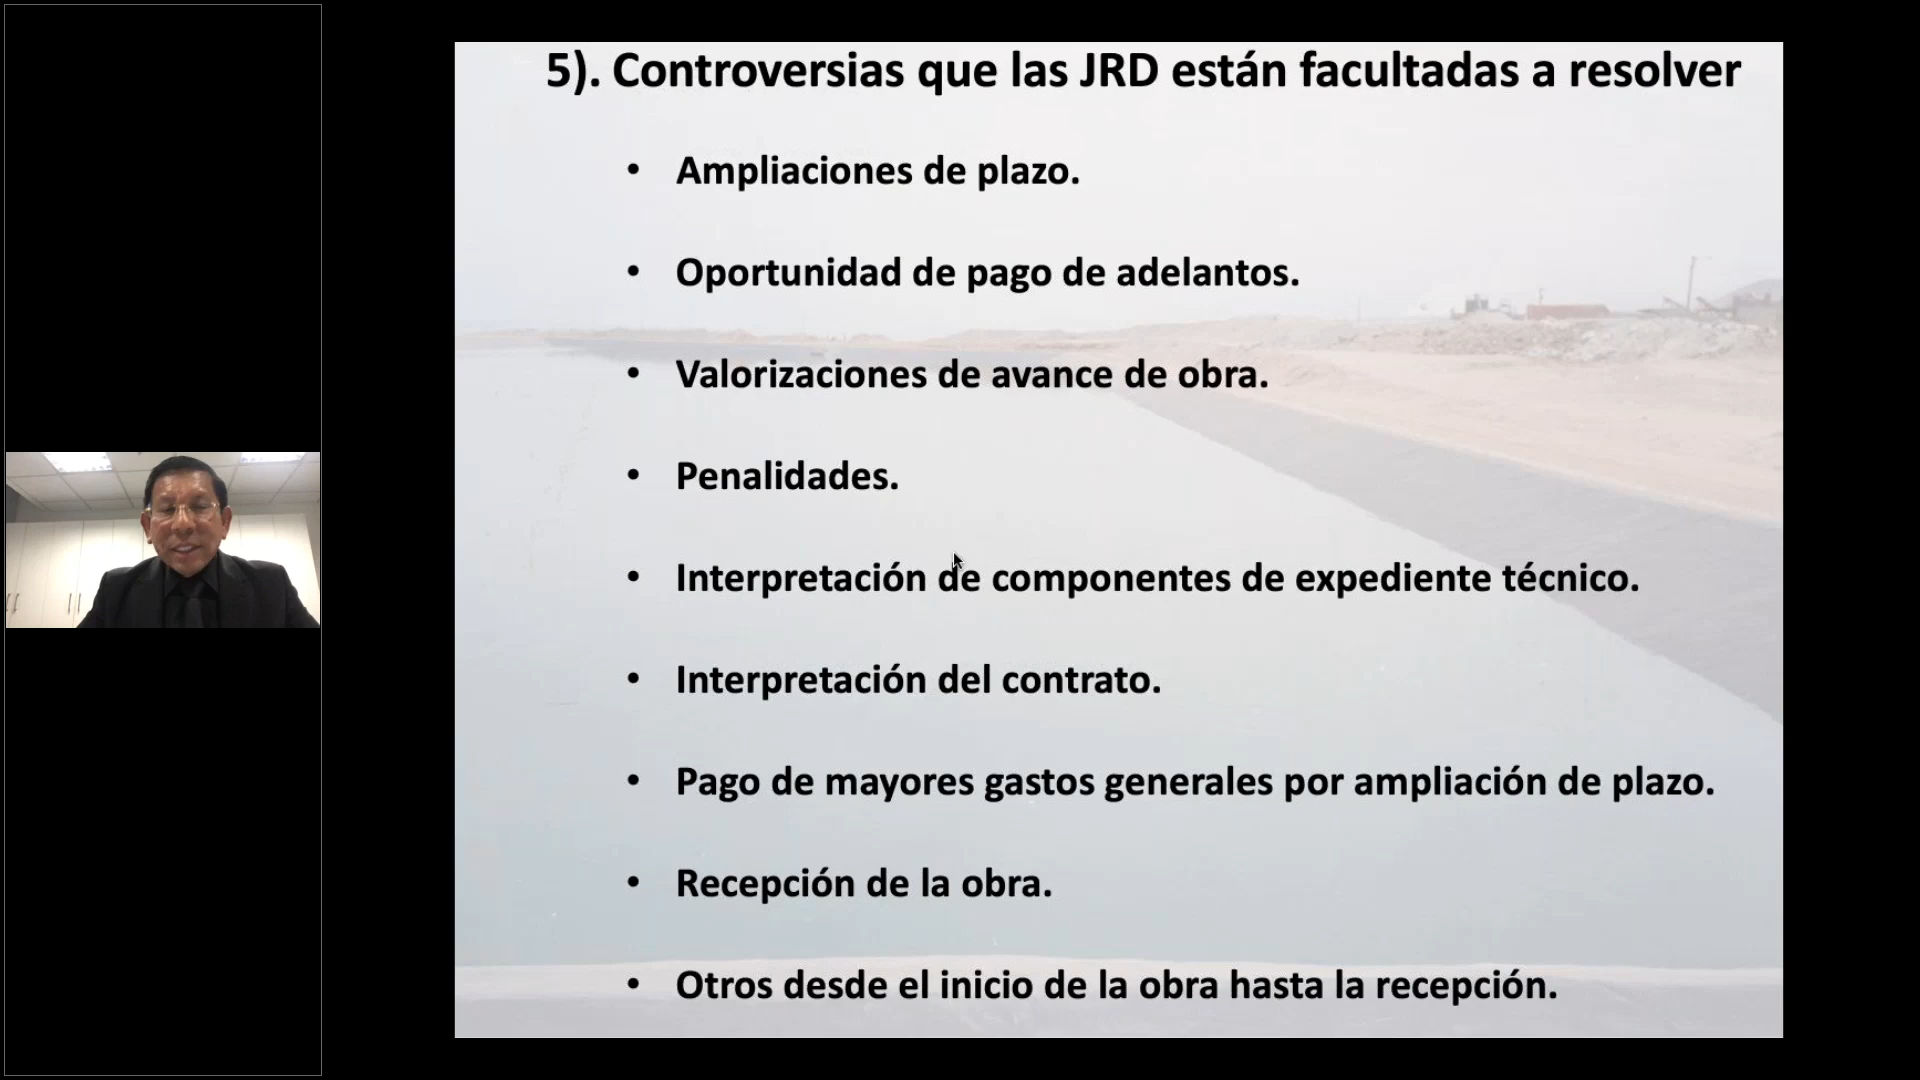 5). Controversias que las JRD están facultadas a resolver
• Ampliaciones de plazo.
• Oportunidad de pago de adelantos.
• Valorizaciones de avance de obra.
• Penalidades.
• Interpretación de componentes de expediente técnico.
• Interpretación del contrato.
• Pago de mayores gastos generales por ampliación de plazo.
• Recepción de la obra.
• Otros desde el inicio de la obra hasta la recepción.